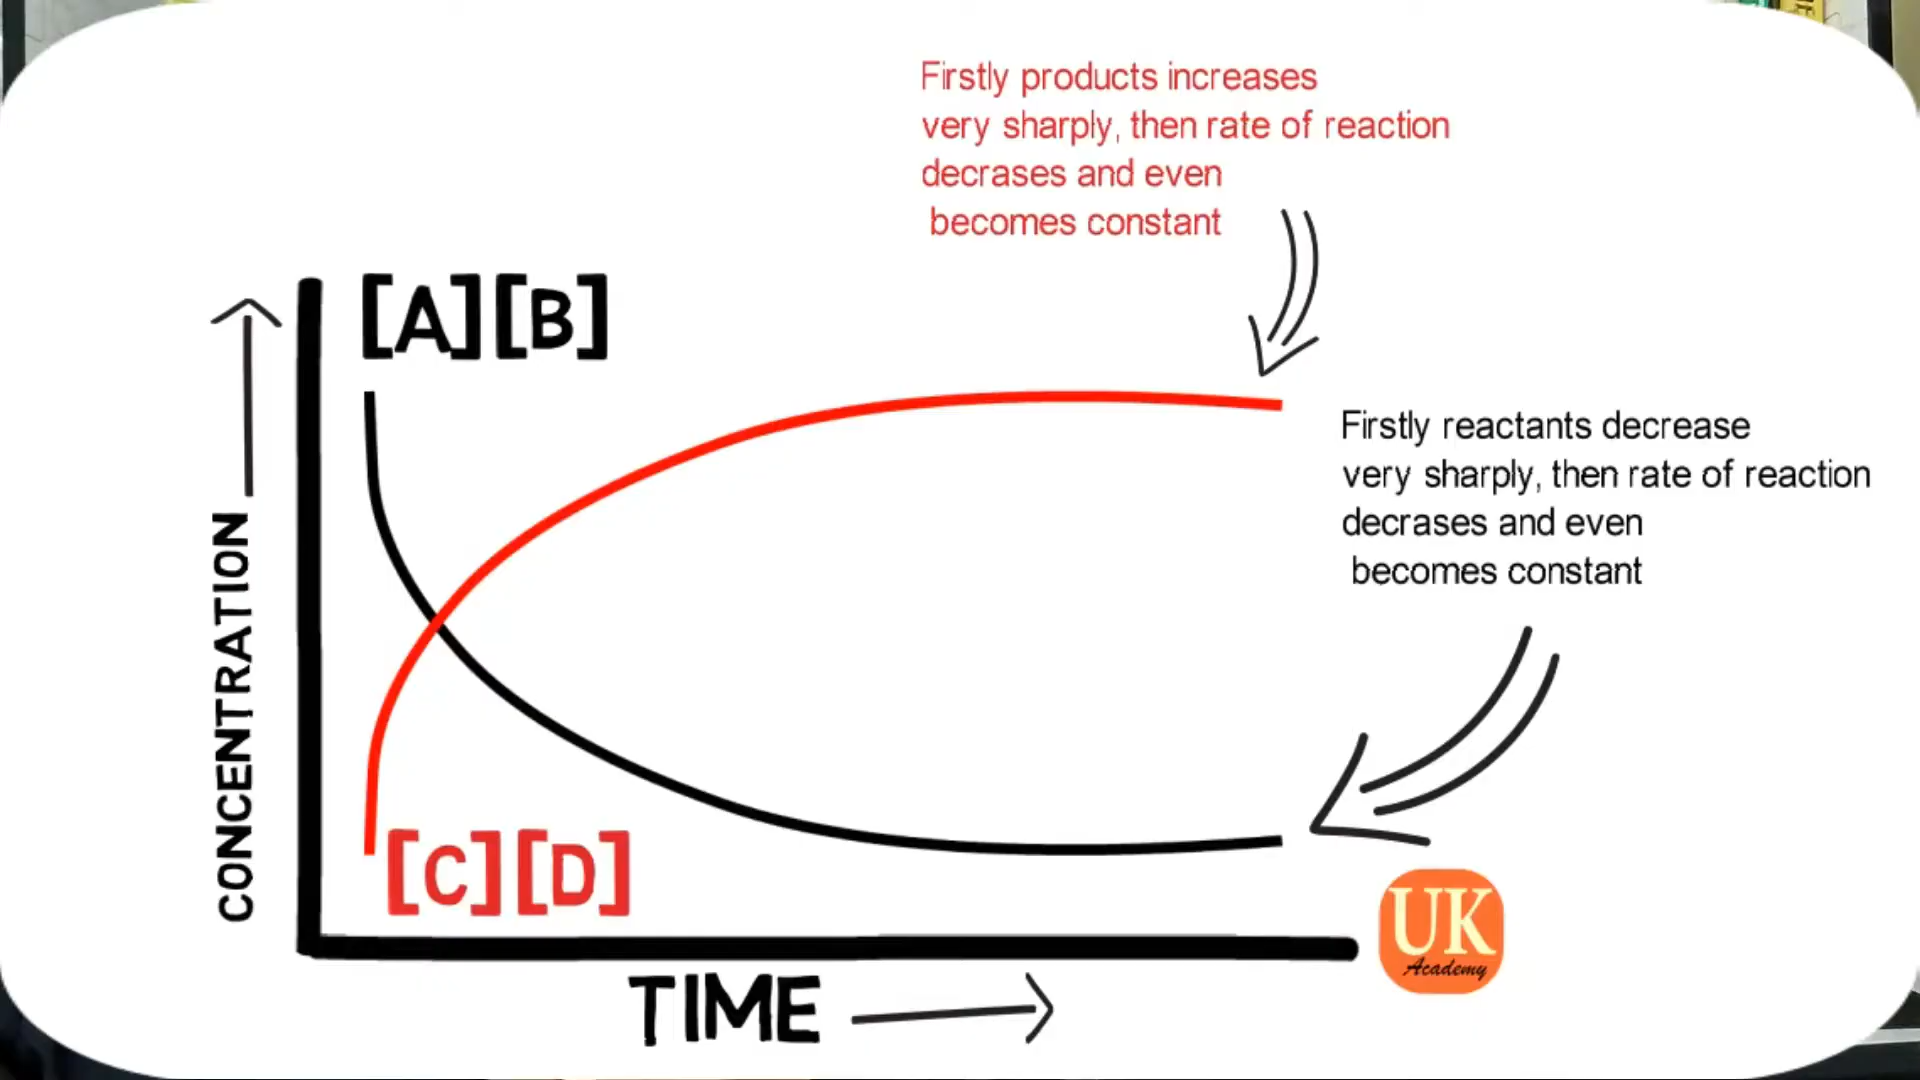 Firstly products increases
very sharply, then rate of reaction
decrases and even
becomes constant
[A][B]
Firstly reactants decrease
very sharply, then rate of reaction
decrases and even
becomes constant
CONCENTRATION
[C][D]
TIME
UK
Academy